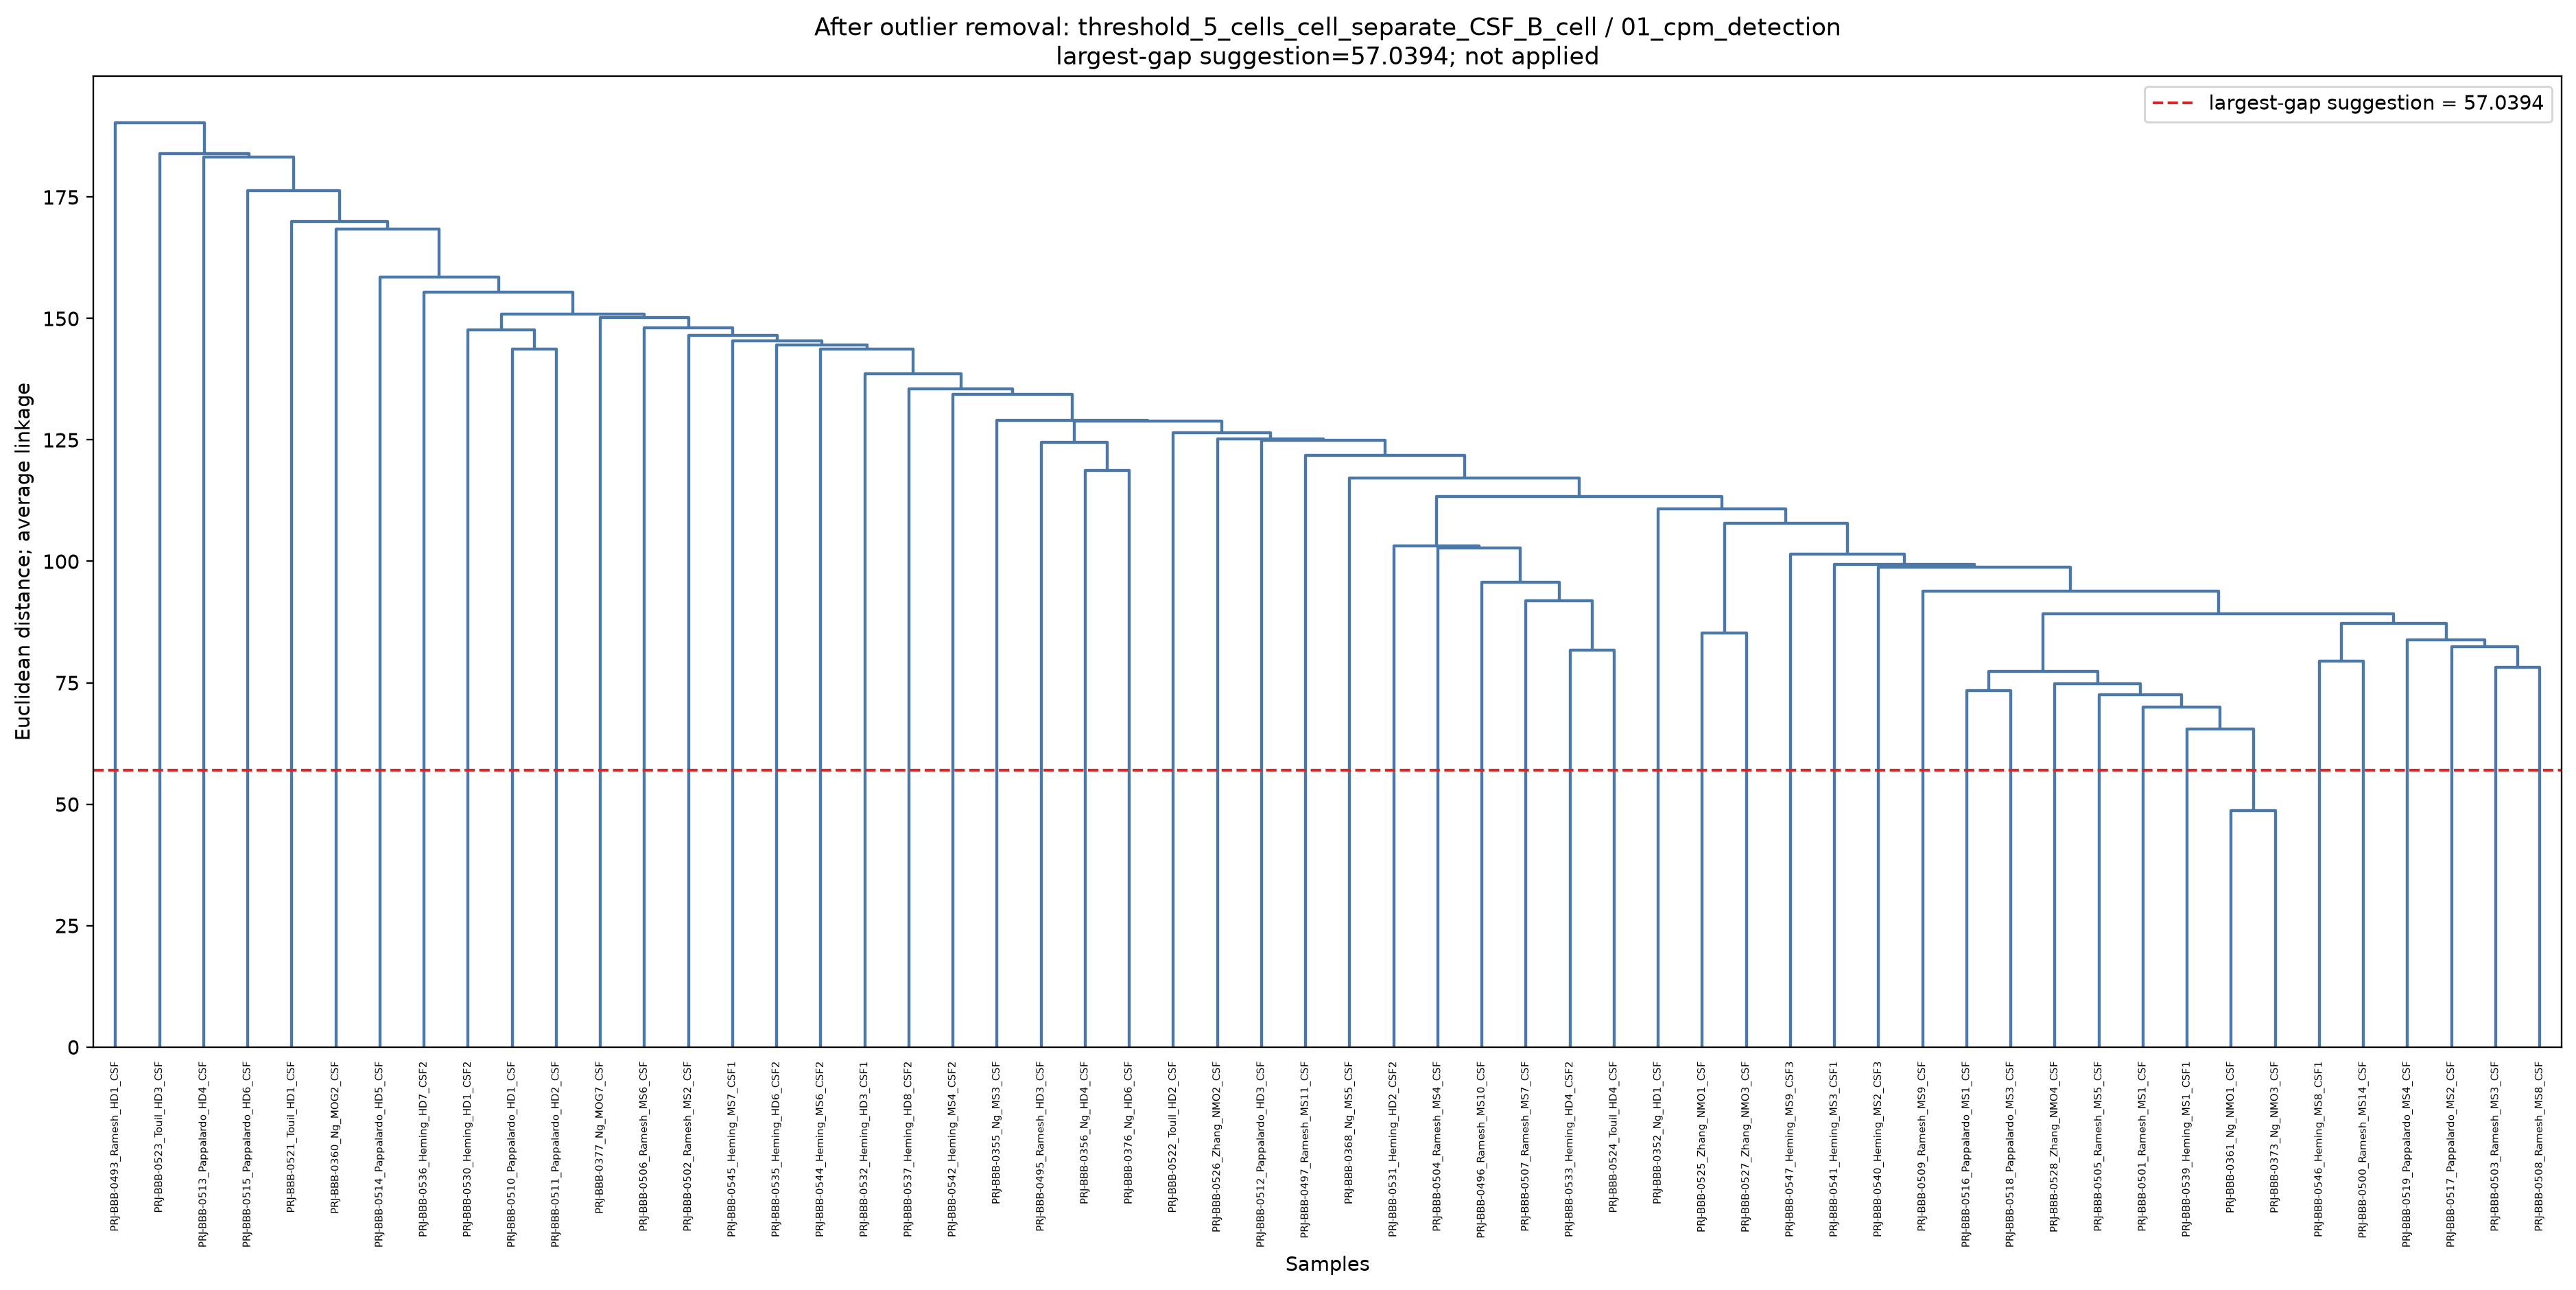 After outlier removal: threshold_5_cells_cell_separate_CSF_B_cell / 01_cpm_detection
largest-gap suggestion=57.0394; not applied
largest-gap suggestion = 57.0394
Euclidean distance; average linkage
175
150
125
100
75
50
25
0
PRJ-BBB-0493_Ramesh_HD1_CSF
PRJ-BBB-0523_Touil_HD3_CSF
PRJ-BBB-0513_Pappalardo_HD4_CSF
PRJ-BBB-0515_Pappalardo_HD6_CSF
PRJ-BBB-0521_Touil_HD1_CSF
PRJ-BBB-0360_Ng_MOG2_CSF
PRJ-BBB-0514_Pappalardo_HD5_CSF
PRJ-BBB-0536_Heming_HD7_CSF2
PRJ-BBB-0530_Heming_HD1_CSF2
PRJ-BBB-0510_Pappalardo_HD1_CSF
PRJ-BBB-0511_Pappalardo_HD2_CSF
PRJ-BBB-0377_Ng_MOG7_CSF
PRJ-BBB-0506_Ramesh_MS6_CSF
PRJ-BBB-0502_Ramesh_MS2_CSF
PRJ-BBB-0545_Heming_MS7_CSF1
PRJ-BBB-0535_Heming_HD6_CSF2
PRJ-BBB-0544_Heming_MS6_CSF2
PRJ-BBB-0532_Heming_HD3_CSF1
PRJ-BBB-0537_Heming_HD8_CSF2
PRJ-BBB-0542_Heming_MS4_CSF2
PRJ-BBB-0355_Ng_MS3_CSF
PRJ-BBB-0495_Ramesh_HD3_CSF
PRJ-BBB-0356_Ng_HD4_CSF
PRJ-BBB-0376_Ng_HD6_CSF
PRJ-BBB-0522_Touil_HD2_CSF
PRJ-BBB-0526_Zhang_NMO2_CSF
PRJ-BBB-0512_Pappalardo_HD3_CSF
PRJ-BBB-0497_Ramesh_MS11_CSF
PRJ-BBB-0368_Ng_MS5_CSF
PRJ-BBB-0531_Heming_HD2_CSF2
PRJ-BBB-0504_Ramesh_MS4_CSF
PRJ-BBB-0496_Ramesh_MS10_CSF
PRJ-BBB-0507_Ramesh_MS7_CSF
PRJ-BBB-0533_Heming_HD4_CSF2
PRJ-BBB-0524_Touil_HD4_CSF
PRJ-BBB-0352_Ng_HD1_CSF
PRJ-BBB-0525_Zhang_NMO1_CSF
PRJ-BBB-0527_Zhang_NMO3_CSF
PRJ-BBB-0547_Heming_MS9_CSF3
PRJ-BBB-0541_Heming_MS3_CSF1
PRJ-BBB-0540_Heming_MS2_CSF3
PRJ-BBB-0509_Ramesh_MS9_CSF
PRJ-BBB-0516_Pappalardo_MS1_CSF
PRJ-BBB-0518_Pappalardo_MS3_CSF
PRJ-BBB-0528_Zhang_NMO4_CSF
PRJ-BBB-0505_Ramesh_MS5_CSF
PRJ-BBB-0501_Ramesh_MS1_CSF
PRJ-BBB-0539_Heming_MS1_CSF1
PRJ-BBB-0361_Ng_NMO1_CSF
PRJ-BBB-0373_Ng_NMO3_CSF
PRJ-BBB-0546_Heming_MS8_CSF1
PRJ-BBB-0500_Ramesh_MS14_CSF
PRJ-BBB-0519_Pappalardo_MS4_CSF
PRJ-BBB-0517_Pappalardo_MS2_CSF
PRJ-BBB-0503_Ramesh_MS3_CSF
PRJ-BBB-0508_Ramesh_MS8_CSF
Samples